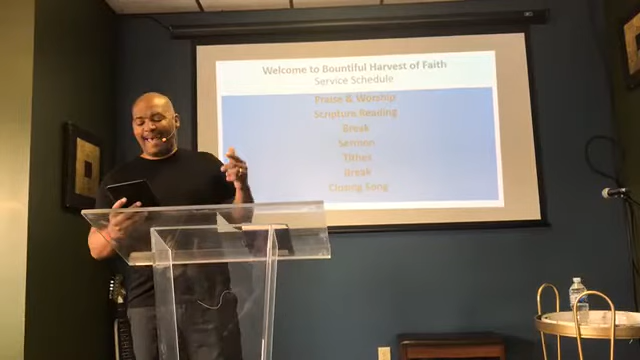 Welcome to Bountiful Harvest of Faith
Service Schedule
Praise & Worship
Scripture Reading
Break
Sermon
Tithes
Break
Closing Song